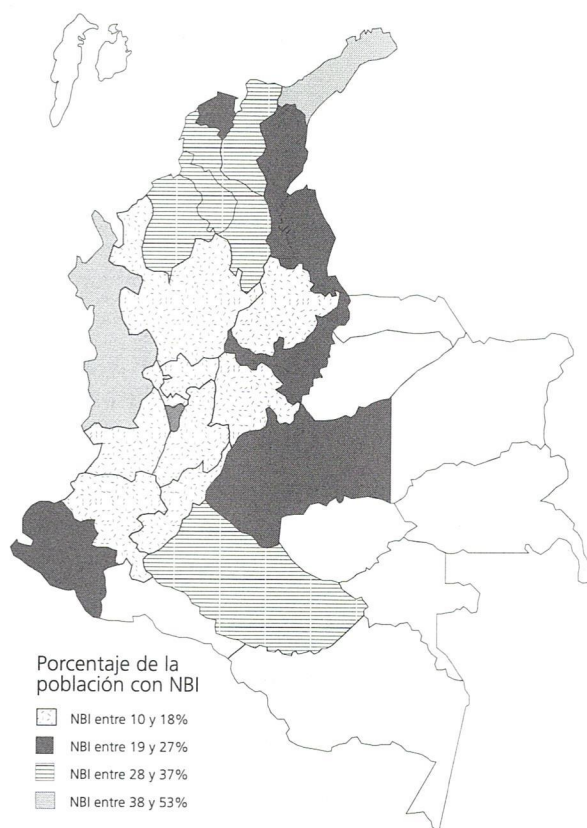 Porcentaje de la
población con NBI
NBI entre 10 y 18%
NBI entre 19 y 27%
NBI entre 28 y 37%
NBI entre 38 y 53%